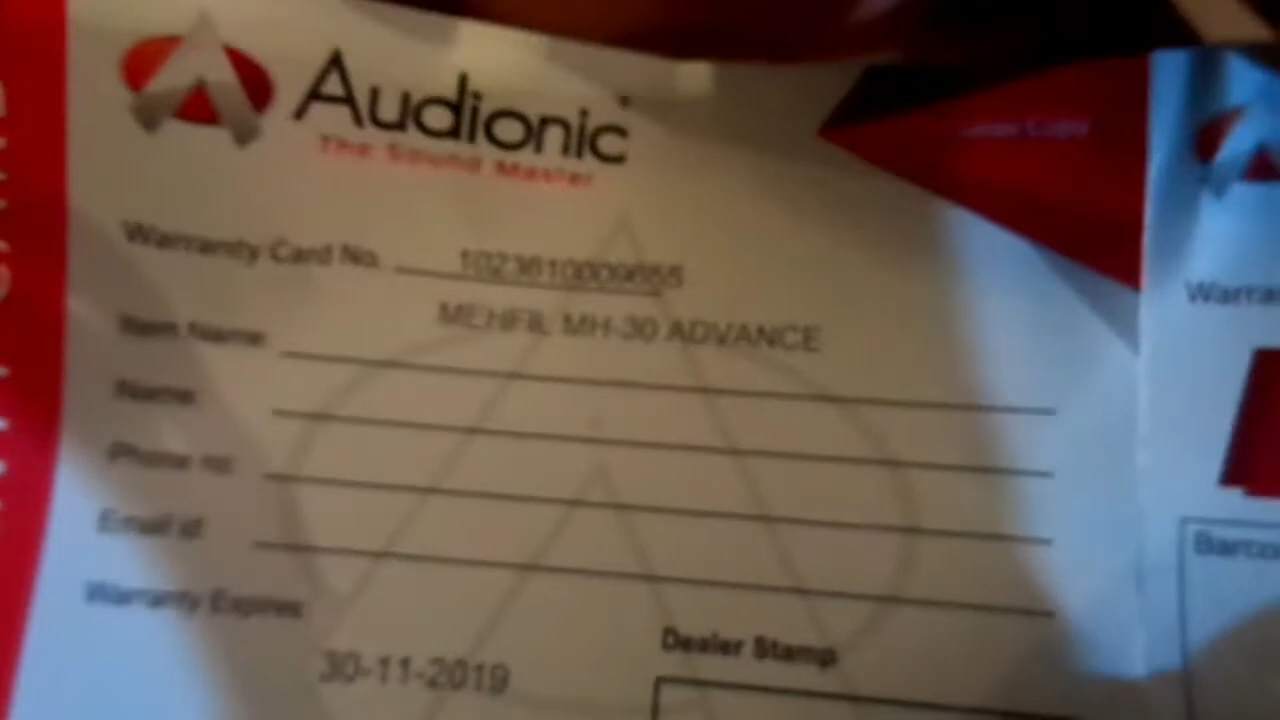 Audionic
The Sound Master
Warranty Card No. 1023610009655
MEHFIL MH-30 ADVANCE
Item Name
Name
Phone no
Email id
Warranty Expires
30-11-2019
Dealer Stamp